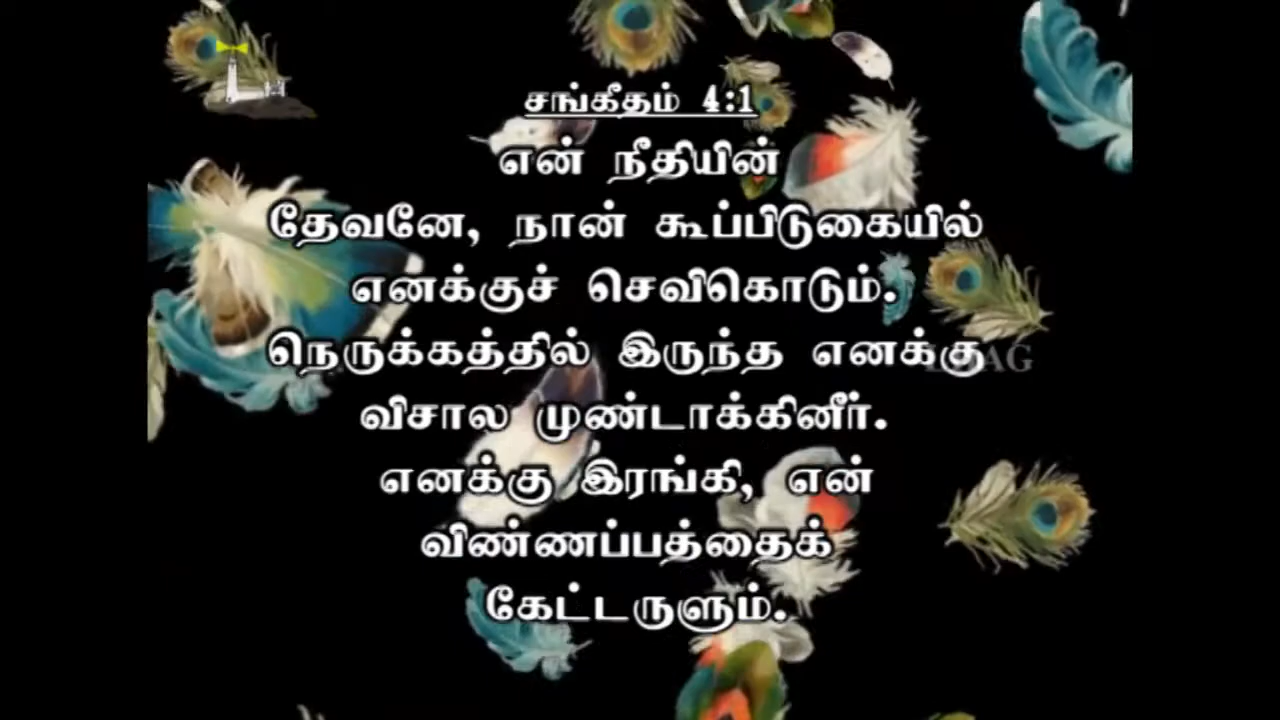 சங்கீதம் 4:1
என் நீதியின்
தேவனே, நான் கூப்பிடுகையில்
எனக்குச் செவிகொடும்.
நெருக்கத்தில் இருந்த எனக்கு
விசால முண்டாக்கினீர்.
எனக்கு இரங்கி, என்
விண்ணப்பத்தைக்
கேட்டருளும்.